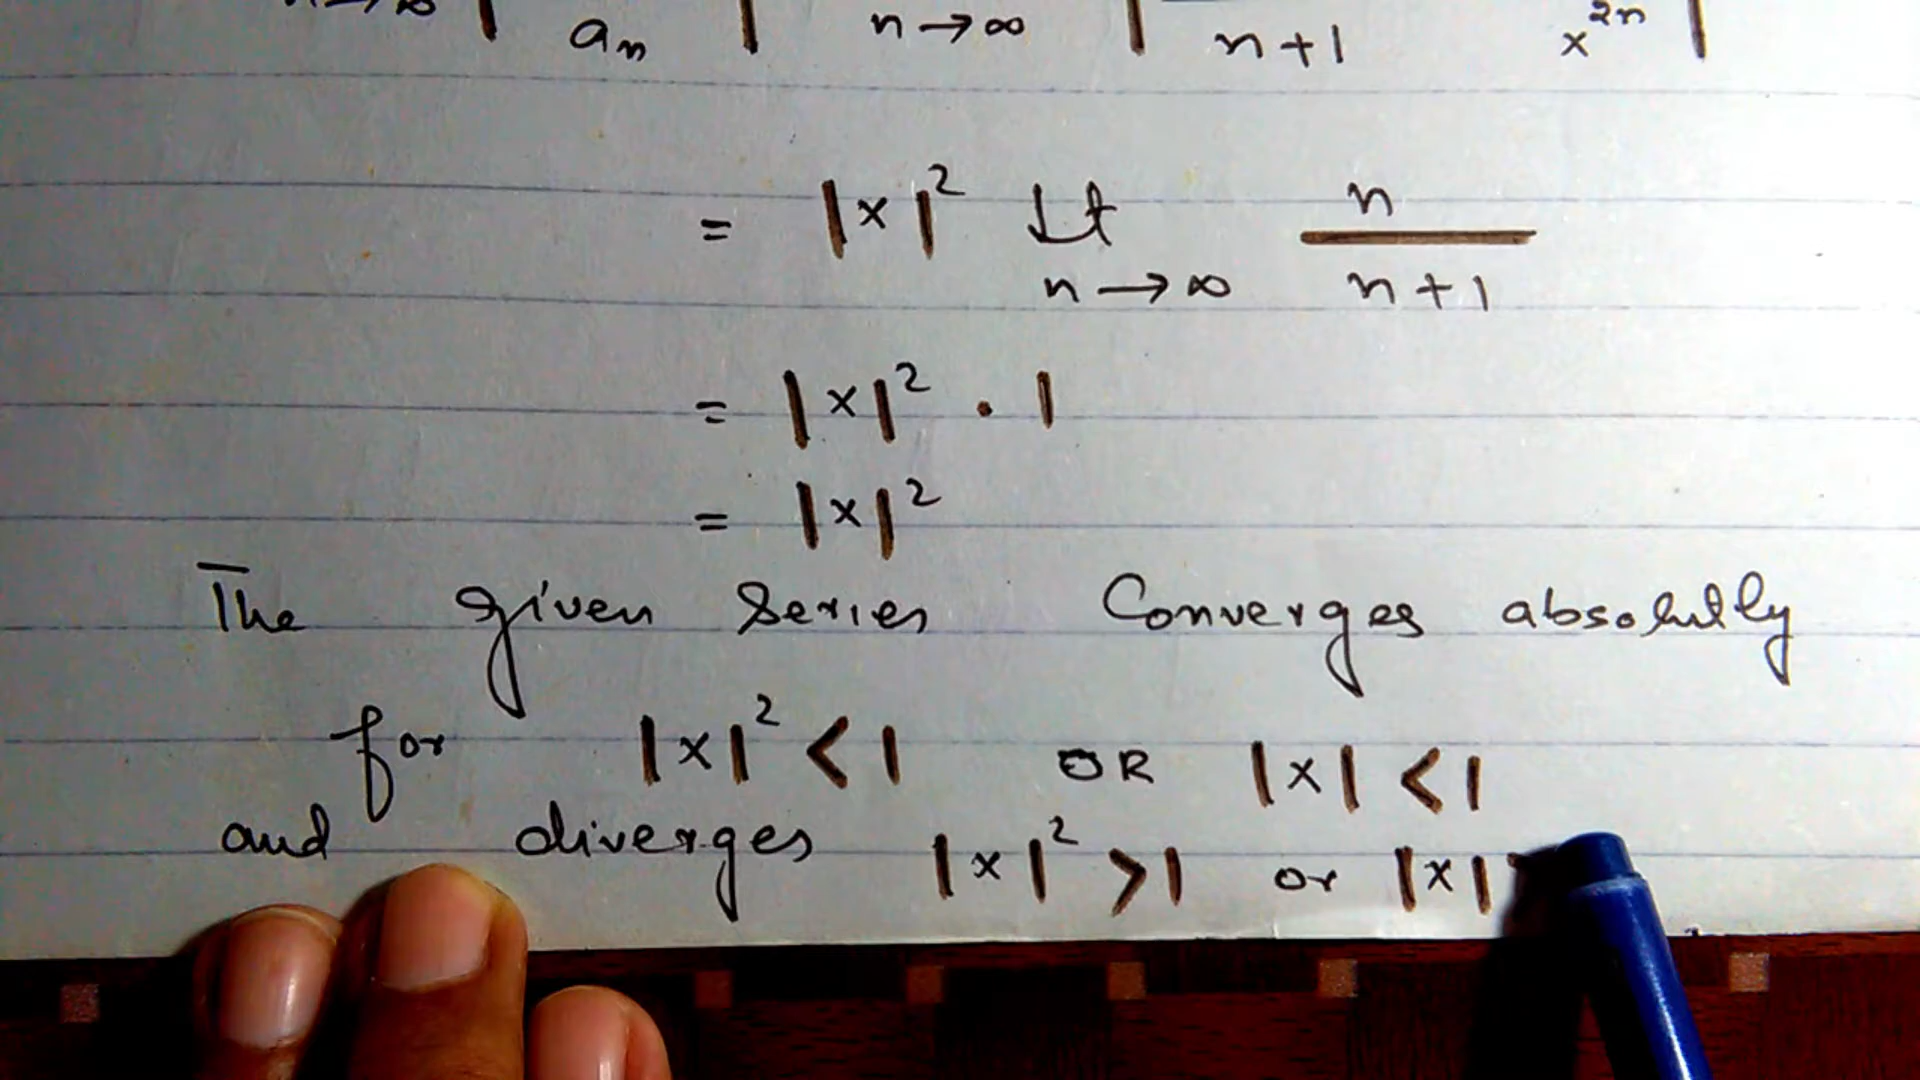 n→∞ | aₙ | n→∞ | n+1 x²ⁿ |
= |x|² Lt n
n→∞ n+1
= |x|² · 1
= |x|²
The given Series Converges absolutly
for |x|² < 1 OR |x| < 1
and diverges |x|² > 1 or |x|